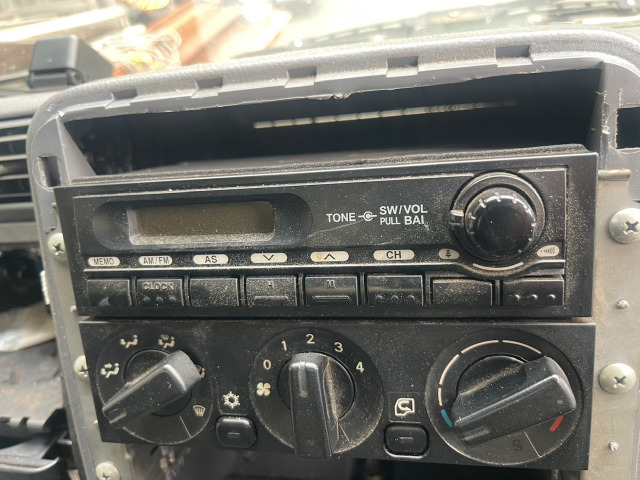 TONE SW/VOL
PULL BAL
MEMO AM/FM AS CH
CLOCK
0 1 2 3 4